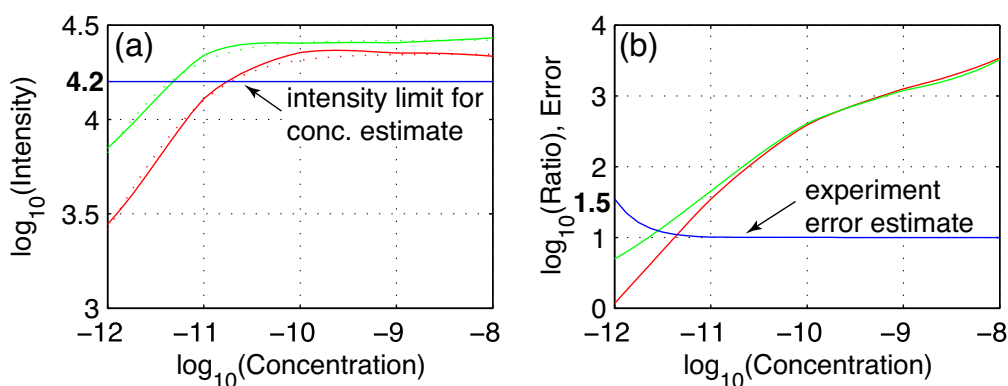 (a)
log10(Intensity)
4.5
4.2
4
3.5
3
intensity limit for
conc. estimate
−12 −11 −10 −9 −8
log10(Concentration)
(b)
log10(Ratio), Error
4
3
2
1.5
1
0
experiment
error estimate
−12 −11 −10 −9 −8
log10(Concentration)